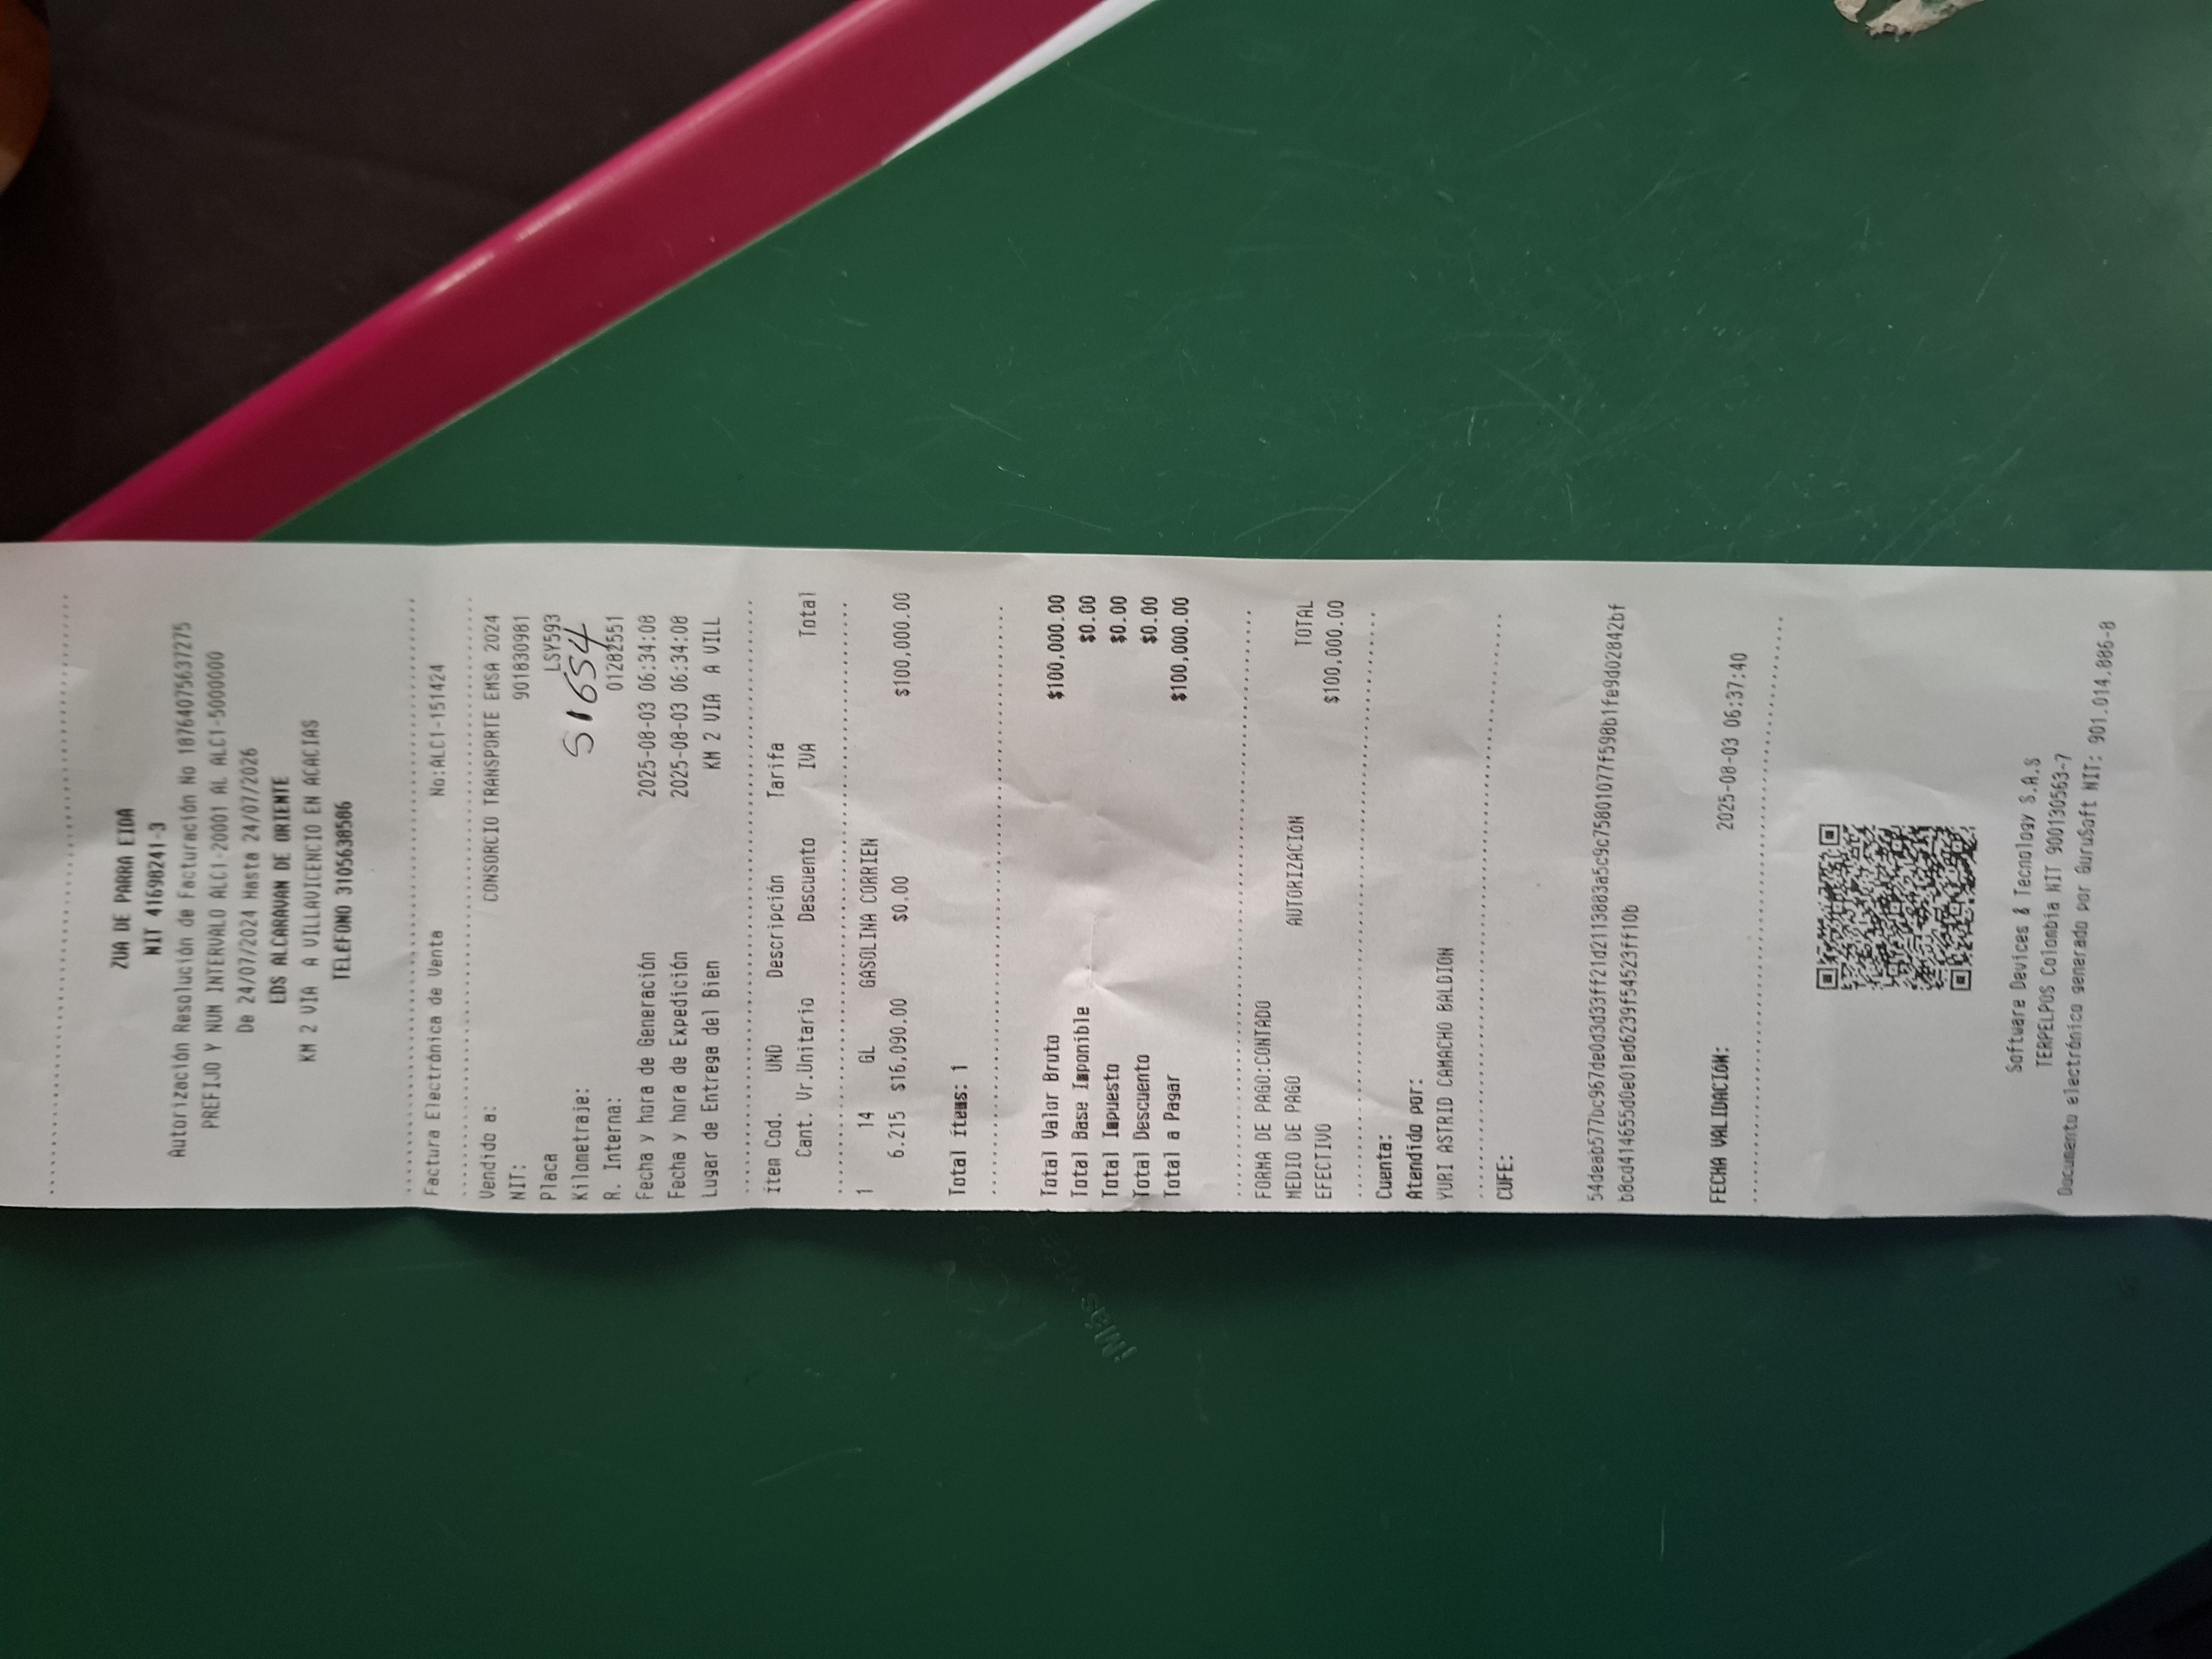 ZUA DE PARRA EIDA
NIT 41698241-3
Autorización Resolución de Facturación No 18764075637275
PREFIJO Y NUM INTERVALO ALC1-20001 AL ALC1-5000000
De 24/07/2024 Hasta 24/07/2026
EDS ALCARAVAN DE ORIENTE
KM 2 VIA A VILLAVICENCIO EN ACACIAS
TELÉFONO 3105638586
Factura Electrónica de Venta No:ALC1-151424
Vendido a: CONSORCIO TRANSPORTE EMSA 2024
NIT: 901830981
Placa LSY593
Kilometraje: 51654
R. Interna: 01282551
Fecha y hora de Generación 2025-08-03 06:34:08
Fecha y hora de Expedición 2025-08-03 06:34:08
Lugar de Entrega del Bien KM 2 VIA A VILL
Ítem Cod. UND Descripción Tarifa
Cant. Vr.Unitario Descuento IVA Total
1 14 GL GASOLINA CORRIEN
6.215 $16,090.00 $0.00 $100,000.00
Total ítems: 1
Total Valor Bruto $100,000.00
Total Base Imponible $0.00
Total Impuesto $0.00
Total Descuento $0.00
Total a Pagar $100,000.00
FORMA DE PAGO:CONTADO
MEDIO DE PAGO AUTORIZACIÓN TOTAL
EFECTIVO $100,000.00
Cuenta:
Atendido por:
YURI ASTRID CAMACHO BALDION
CUFE:
54deab577bc967de0d3d33ff21d2113883a5c9c75801077f598b1fe9d02842bf
b8cd414655d0e01ed6239f54523ff10b
FECHA VALIDACIÓN: 2025-08-03 06:37:40
Software Devices & Tecnology S.A.S
TERPELPOS Colombia NIT 900130563-7
Documento electrónico generado por GuruSoft NIT: 901.014.886-8